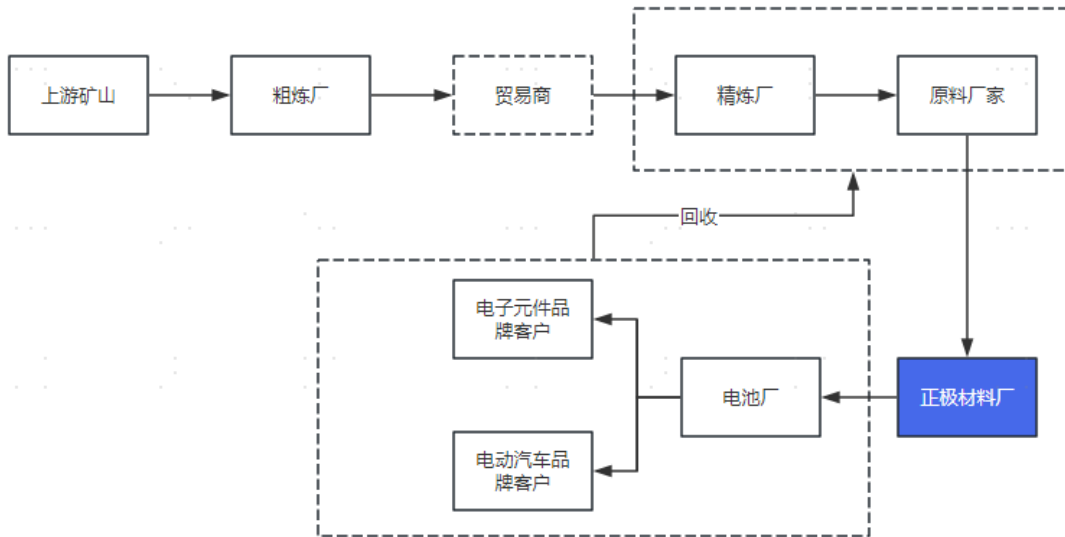 上游矿山
粗炼厂
贸易商
精炼厂
原料厂家
回收
电子元件品
牌客户
电池厂
正极材料厂
电动汽车品
牌客户